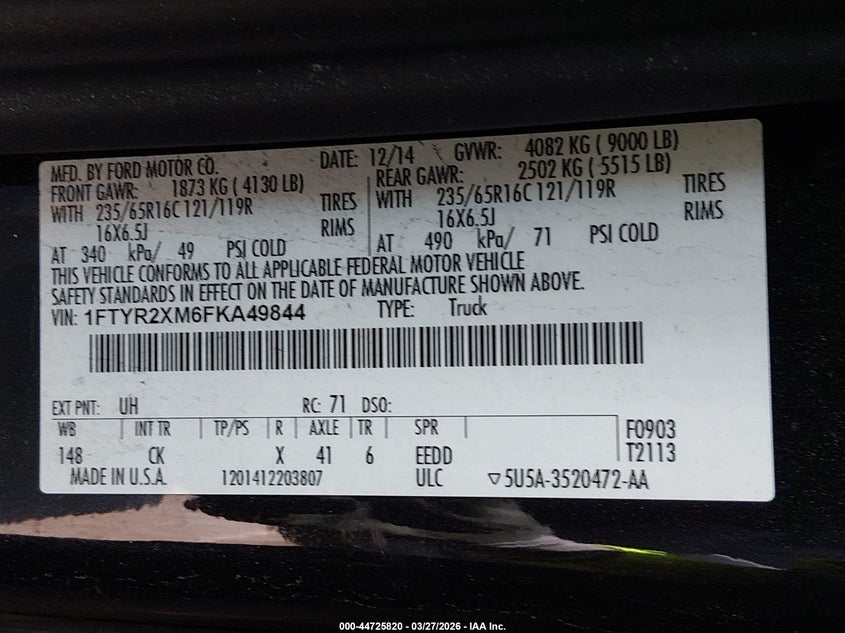 MFD. BY FORD MOTOR CO. DATE: 12/14 GVWR: 4082 KG ( 9000 LB)
FRONT GAWR: 1873 KG ( 4130 LB) REAR GAWR: 2502 KG ( 5515 LB)
WITH 235/65R16C 121/119R TIRES WITH 235/65R16C 121/119R TIRES
16X6.5J RIMS 16X6.5J RIMS
AT 340 kPa/ 49 PSI COLD AT 490 kPa/ 71 PSI COLD
THIS VEHICLE CONFORMS TO ALL APPLICABLE FEDERAL MOTOR VEHICLE
SAFETY STANDARDS IN EFFECT ON THE DATE OF MANUFACTURE SHOWN ABOVE.
VIN: 1FTYR2XM6FKA49844 TYPE: Truck
EXT PNT: UH RC: 71 DSO:
WB INT TR TP/PS R AXLE TR SPR F0903
148 CK X 41 6 EEDD T2113
MADE IN U.S.A. 1201412203807 ULC ▽5U5A-3520472-AA
000-44725820 - 03/27/2026 - IAA Inc.